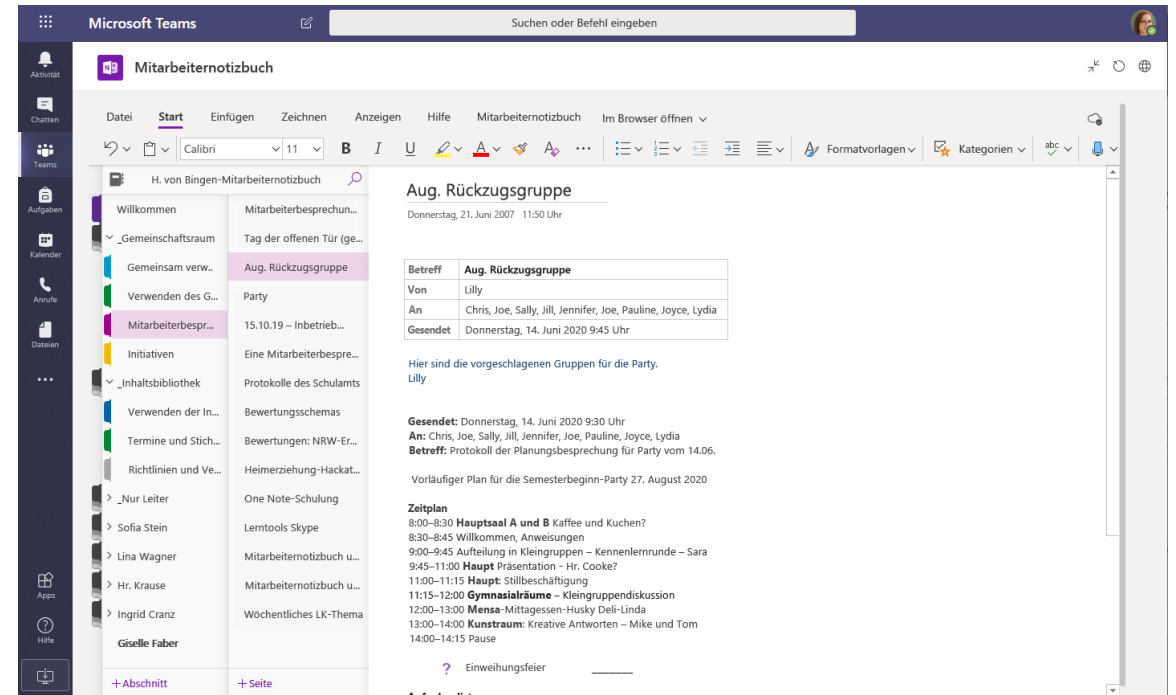 Microsoft Teams
Suchen oder Befehl eingeben
Aktivität
Chatten
Teams
Aufgaben
Kalender
Anrufe
Dateien
Apps
Hilfe
N
Mitarbeiternotizbuch
Datei Start Einfügen Zeichnen Anzeigen Hilfe Mitarbeiternotizbuch Im Browser öffnen
Calibri 11 B I U A A Formatvorlagen Kategorien abc
H. von Bingen-Mitarbeiternotizbuch
Willkommen
_Gemeinschaftsraum
Gemeinsam verw..
Verwenden des G...
Mitarbeiterbespr...
Initiativen
_Inhaltsbibliothek
Verwenden der In...
Termine und Stich...
Richtlinien und Ve...
_Nur Leiter
Sofia Stein
Lina Wagner
Hr. Krause
Ingrid Cranz
Giselle Faber
+ Abschnitt
Mitarbeiterbesprechun...
Tag der offenen Tür (ge...
Aug. Rückzugsgruppe
Party
15.10.19 – Inbetrieb...
Eine Mitarbeiterbespre...
Protokolle des Schulamts
Bewertungsschemas
Bewertungen: NRW-Er...
Heimerziehung-Hackat...
One Note-Schulung
Lerntools Skype
Mitarbeiternotizbuch u...
Mitarbeiternotizbuch u...
Wöchentliches LK-Thema
+ Seite
Aug. Rückzugsgruppe
Donnerstag, 21. Juni 2007 11:50 Uhr
Betreff Aug. Rückzugsgruppe
Von Lilly
An Chris, Joe, Sally, Jill, Jennifer, Joe, Pauline, Joyce, Lydia
Gesendet Donnerstag, 14. Juni 2020 9:45 Uhr
Hier sind die vorgeschlagenen Gruppen für die Party.
Lilly
Gesendet: Donnerstag, 14. Juni 2020 9:30 Uhr
An: Chris, Joe, Sally, Jill, Jennifer, Joe, Pauline, Joyce, Lydia
Betreff: Protokoll der Planungsbesprechung für Party vom 14.06.
Vorläufiger Plan für die Semesterbeginn-Party 27. August 2020
Zeitplan
8:00–8:30 Hauptsaal A und B Kaffee und Kuchen?
8:30–8:45 Willkommen, Anweisungen
9:00–9:45 Aufteilung in Kleingruppen – Kennenlernrunde – Sara
9:45–11:00 Haupt Präsentation - Hr. Cooke?
11:00–11:15 Haupt: Stillbeschäftigung
11:15–12:00 Gymnasialräume – Kleingruppendiskussion
12:00–13:00 Mensa-Mittagessen-Husky Deli-Linda
13:00–14:00 Kunstraum: Kreative Antworten – Mike und Tom
14:00–14:15 Pause
? Einweihungsfeier _______